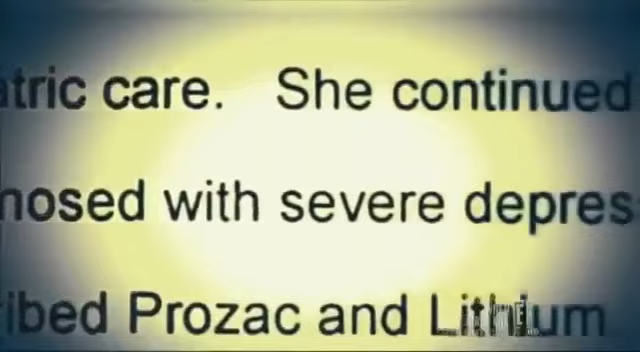 tric care. She continued
nosed with severe depres
ibed Prozac and Lithium